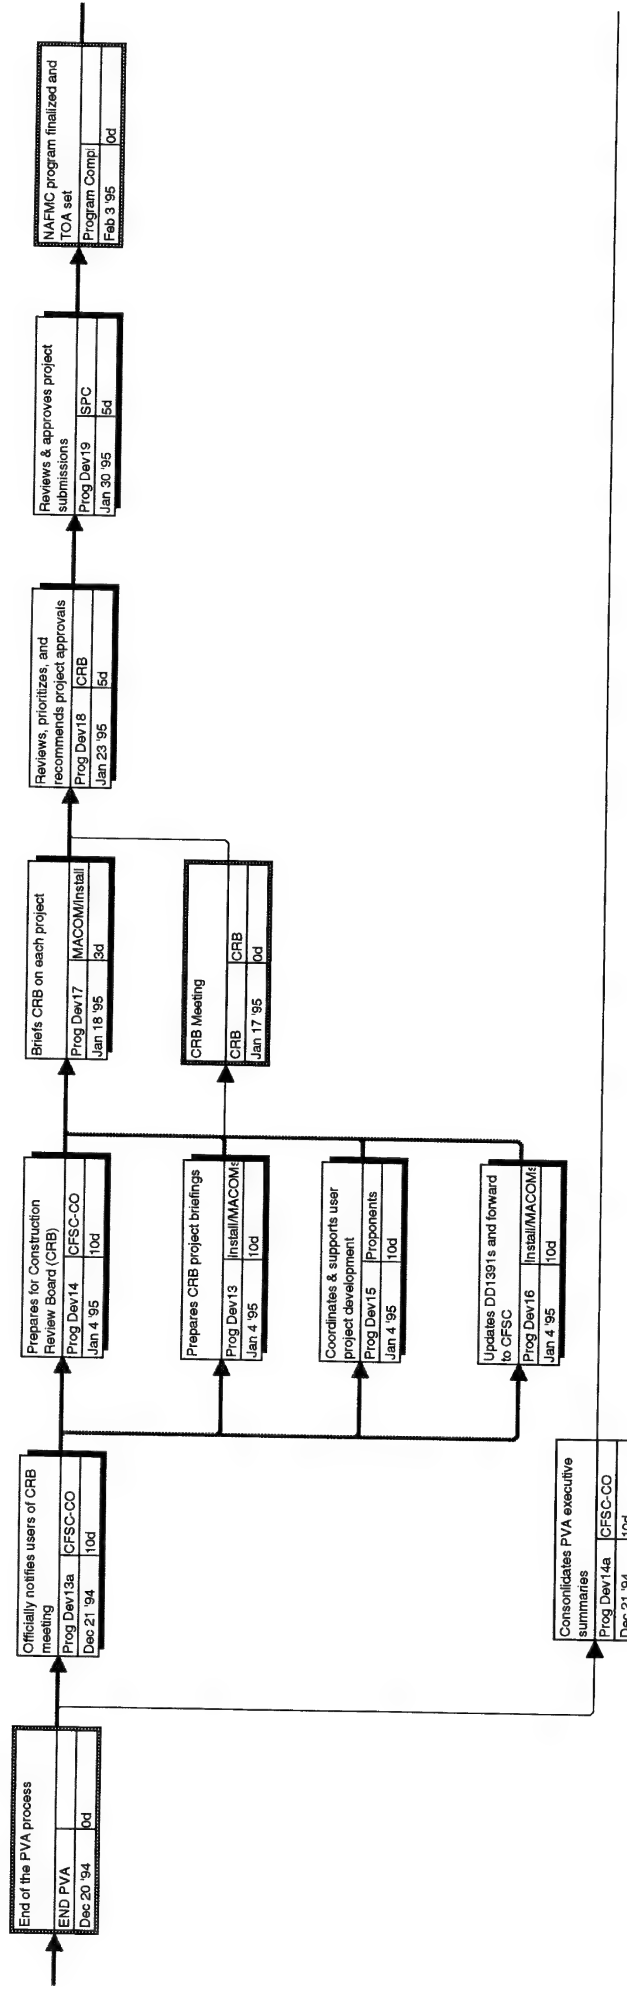 End of the PVA process
END PVA
Dec 20 '94 0d
Officially notifies users of CRB
meeting
Prog Dev13a CFSC-CO
Dec 21 '94 10d
Consonlidates PVA executive
summaries
Prog Dev14a CFSC-CO
Dec 21 '94 10d
Prepares for Construction
Review Board (CRB)
Prog Dev14 CFSC-CO
Jan 4 '95 10d
Prepares CRB project briefings
Prog Dev13 Install/MACOMs
Jan 4 '95 10d
Coordinates & supports user
project development
Prog Dev15 Proponents
Jan 4 '95 10d
Updates DD1391s and forward
to CFSC
Prog Dev16 Install/MACOMs
Jan 4 '95 10d
Briefs CRB on each project
Prog Dev17 MACOM/Install
Jan 18 '95 3d
CRB Meeting
CRB CRB
Jan 17 '95 0d
Reviews, prioritizes, and
recommends project approvals
Prog Dev18 CRB
Jan 23 '95 5d
Reviews & approves project
submissions
Prog Dev19 SPC
Jan 30 '95 5d
NAFMC program finalized and
TOA set
Program Compl
Feb 3 '95 0d